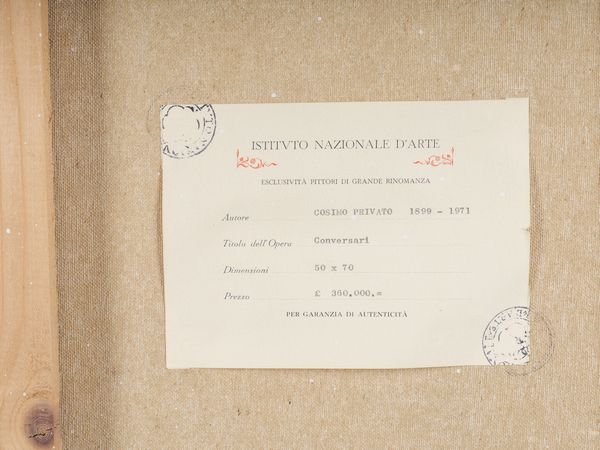 ISTITVTO NAZIONALE D'ARTE
ESCLUSIVITÀ PITTORI DI GRANDE RINOMANZA
Autore COSIMO PRIVATO 1899 - 1971
Titolo dell'Opera Conversari
Dimensioni 50 x 70
Prezzo £ 360.000.=
PER GARANZIA DI AUTENTICITÀ